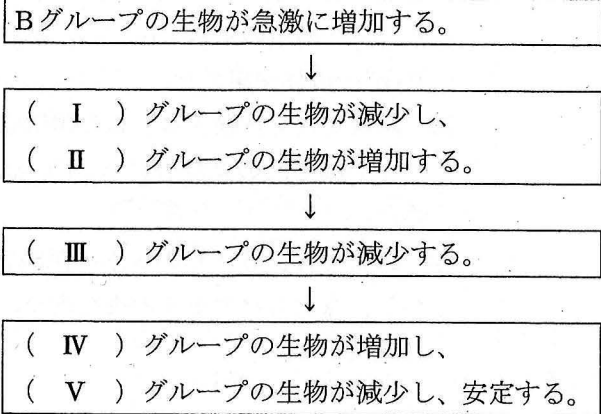 Bグループの生物が急激に増加する。
↓
( Ⅰ ) グループの生物が減少し、
( Ⅱ ) グループの生物が増加する。
↓
( Ⅲ ) グループの生物が減少する。
↓
( Ⅳ ) グループの生物が増加し、
( Ⅴ ) グループの生物が減少し、安定する。